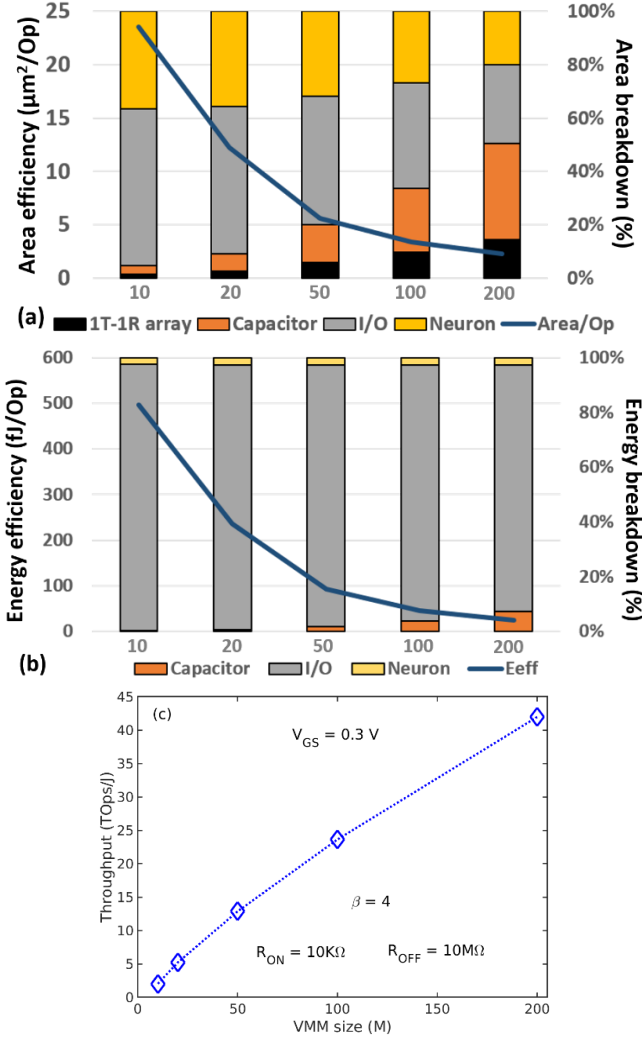 25
20
15
10
5
0
Area efficiency (µm²/Op)
100%
80%
60%
40%
20%
0%
Area breakdown (%)
10 20 50 100 200
(a)
1T-1R array Capacitor I/O Neuron Area/Op
600
500
400
300
200
100
0
Energy efficiency (fJ/Op)
100%
80%
60%
40%
20%
0%
Energy breakdown (%)
10 20 50 100 200
(b)
Capacitor I/O Neuron Eeff
(c)
V_GS = 0.3 V
45
40
35
30
25
20
15
10
5
0
Throughput (TOps/J)
β = 4
R_ON = 10KΩ R_OFF = 10MΩ
0 50 100 150 200
VMM size (M)